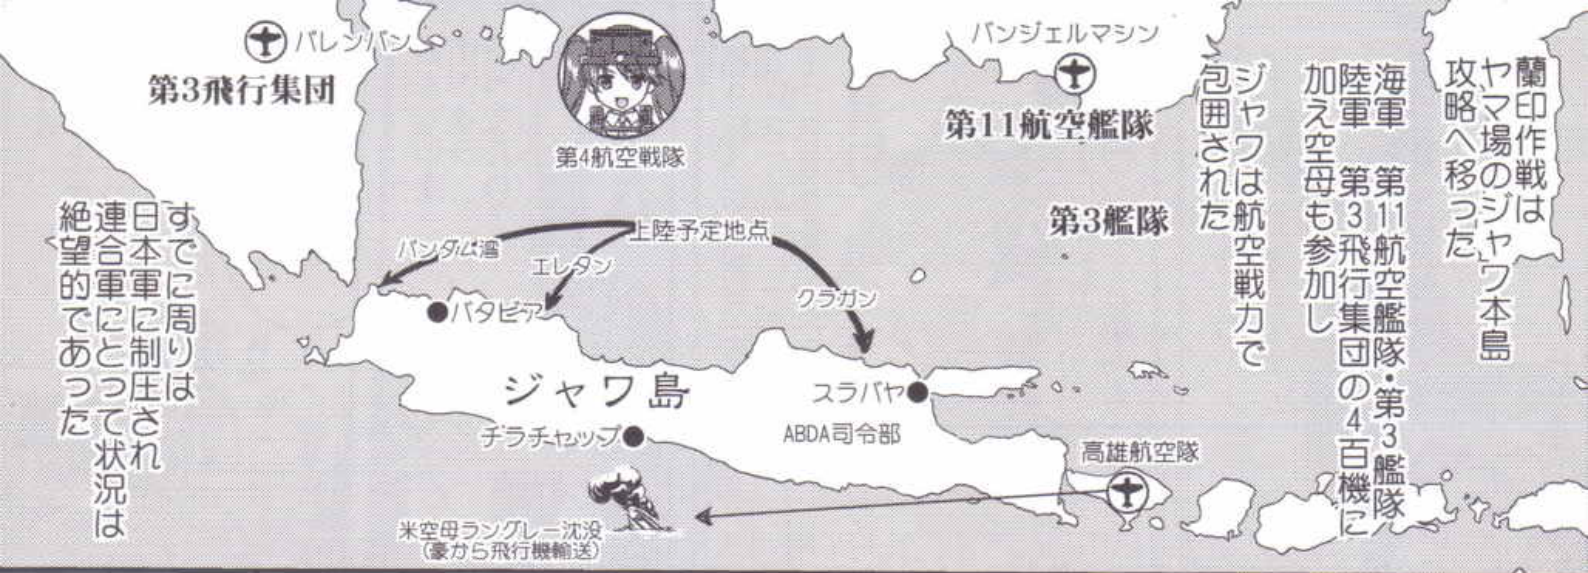 蘭印作戦は
ヤマ場のジャワ本島
攻略へ移った
海軍 第11航空艦隊・第3艦隊
陸軍 第3飛行集団の4百機に
加え空母も参加し
ジャワは航空戦力で
包囲された
バンジェルマシン
第11航空艦隊
第3艦隊
第4航空戦隊
パレンバン
第3飛行集団
上陸予定地点
バンダム湾
エレタン
クラガン
バタビア
ジャワ島
スラバヤ
ABDA司令部
チラチャップ
高雄航空隊
米空母ラングレー沈没
(豪から飛行機輸送)
すでに周りは
日本軍に制圧され
連合軍にとって状況は
絶望的であった